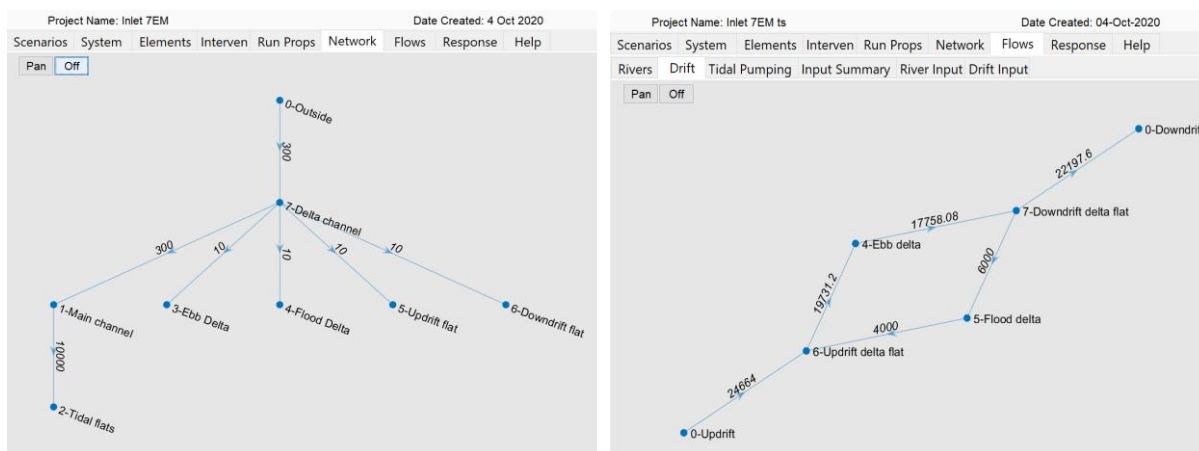 Project Name: Inlet 7EM Date Created: 4 Oct 2020
Scenarios System Elements Interven Run Props Network Flows Response Help
Pan Off
0-Outside
300
7-Delta channel
300
10
10
10
10
1-Main channel
3-Ebb Delta
4-Flood Delta
5-Updrift flat
6-Downdrift flat
10000
2-Tidal flats
Project Name: Inlet 7EM ts Date Created: 04-Oct-2020
Scenarios System Elements Interven Run Props Network Flows Response Help
Rivers Drift Tidal Pumping Input Summary River Input Drift Input
Pan Off
0-Downdrift
22197.6
7-Downdrift delta flat
17758.08
4-Ebb delta
6000
19731.2
5-Flood delta
4000
6-Updrift delta flat
24664
0-Updrift